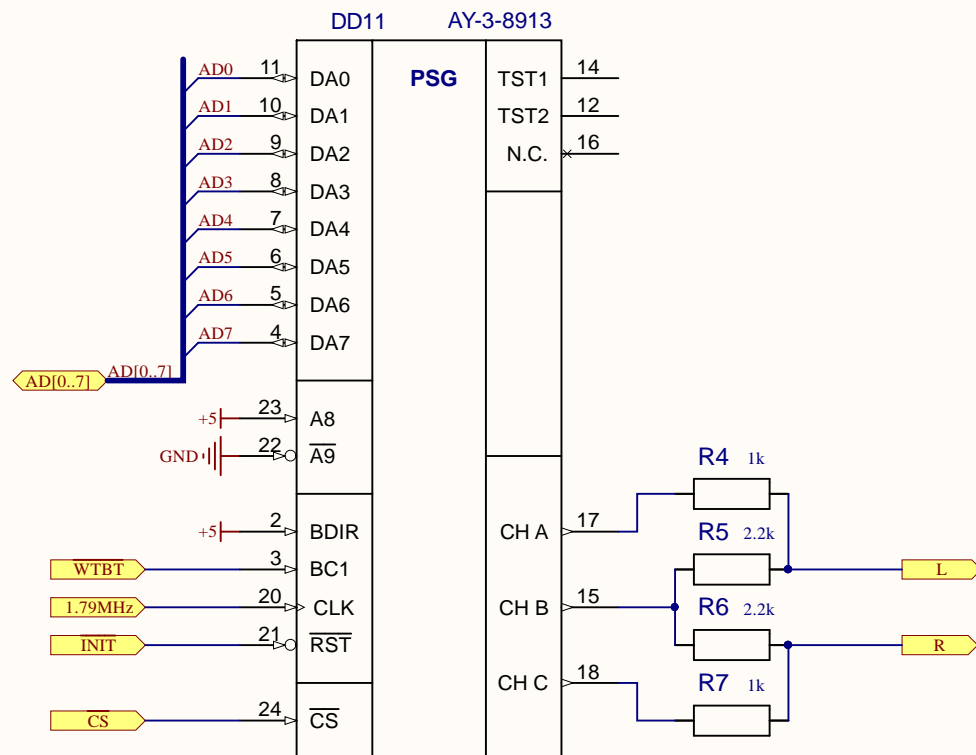 DD11 AY-3-8913
AD0 11 DA0 PSG TST1 14
AD1 10 DA1 TST2 12
AD2 9 DA2 N.C. 16
AD3 8 DA3
AD4 7 DA4
AD5 6 DA5
AD6 5 DA6
AD7 4 DA7
AD[0..7] AD[0..7]
+5 23 A8
GND 22 A9
R4 1k
+5 2 BDIR CH A 17
R5 2.2k
WTBT 3 BC1 L
1.79MHz 20 CLK CH B 15
R6 2.2k
INIT 21 RST R
R7 1k
CH C 18
CS 24 CS